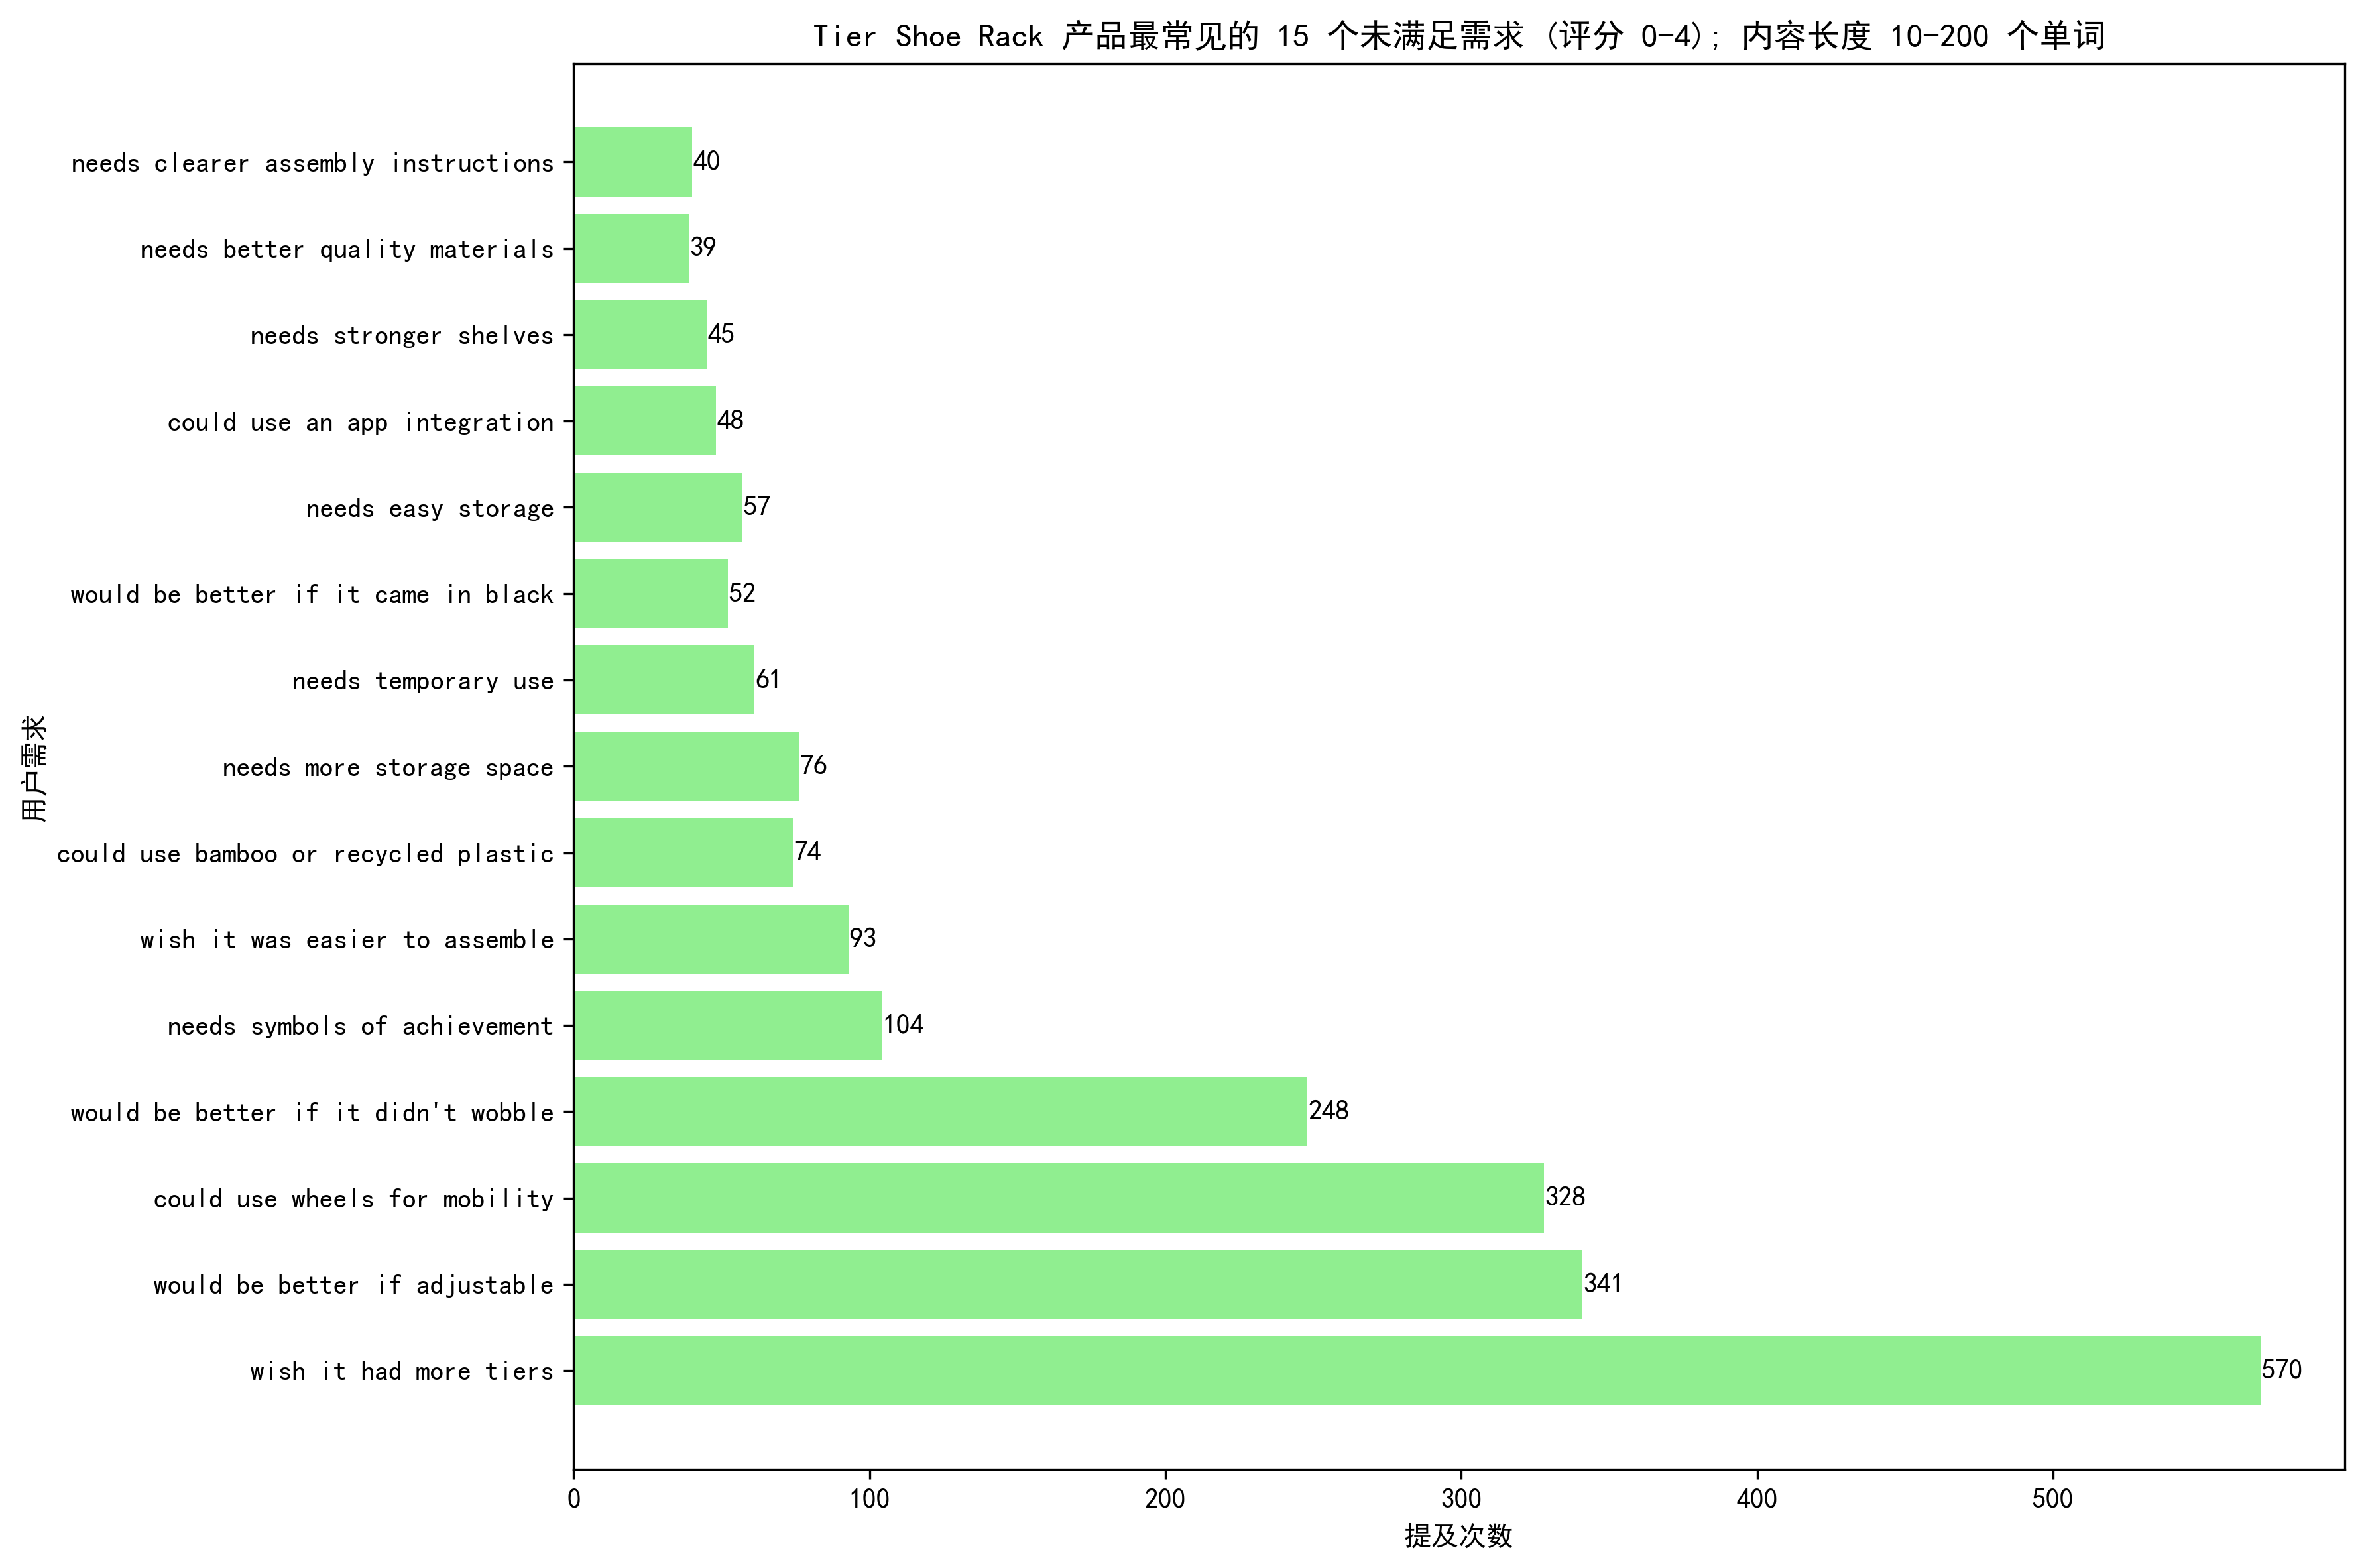 Tier Shoe Rack 产品最常见的 15 个未满足需求 (评分 0-4); 内容长度 10-200 个单词
needs clearer assembly instructions 40
needs better quality materials 39
needs stronger shelves 45
could use an app integration 48
needs easy storage 57
would be better if it came in black 52
needs temporary use 61
needs more storage space 76
could use bamboo or recycled plastic 74
wish it was easier to assemble 93
needs symbols of achievement 104
would be better if it didn't wobble 248
could use wheels for mobility 328
would be better if adjustable 341
wish it had more tiers 570
用户需求
0 100 200 300 400 500
提及次数